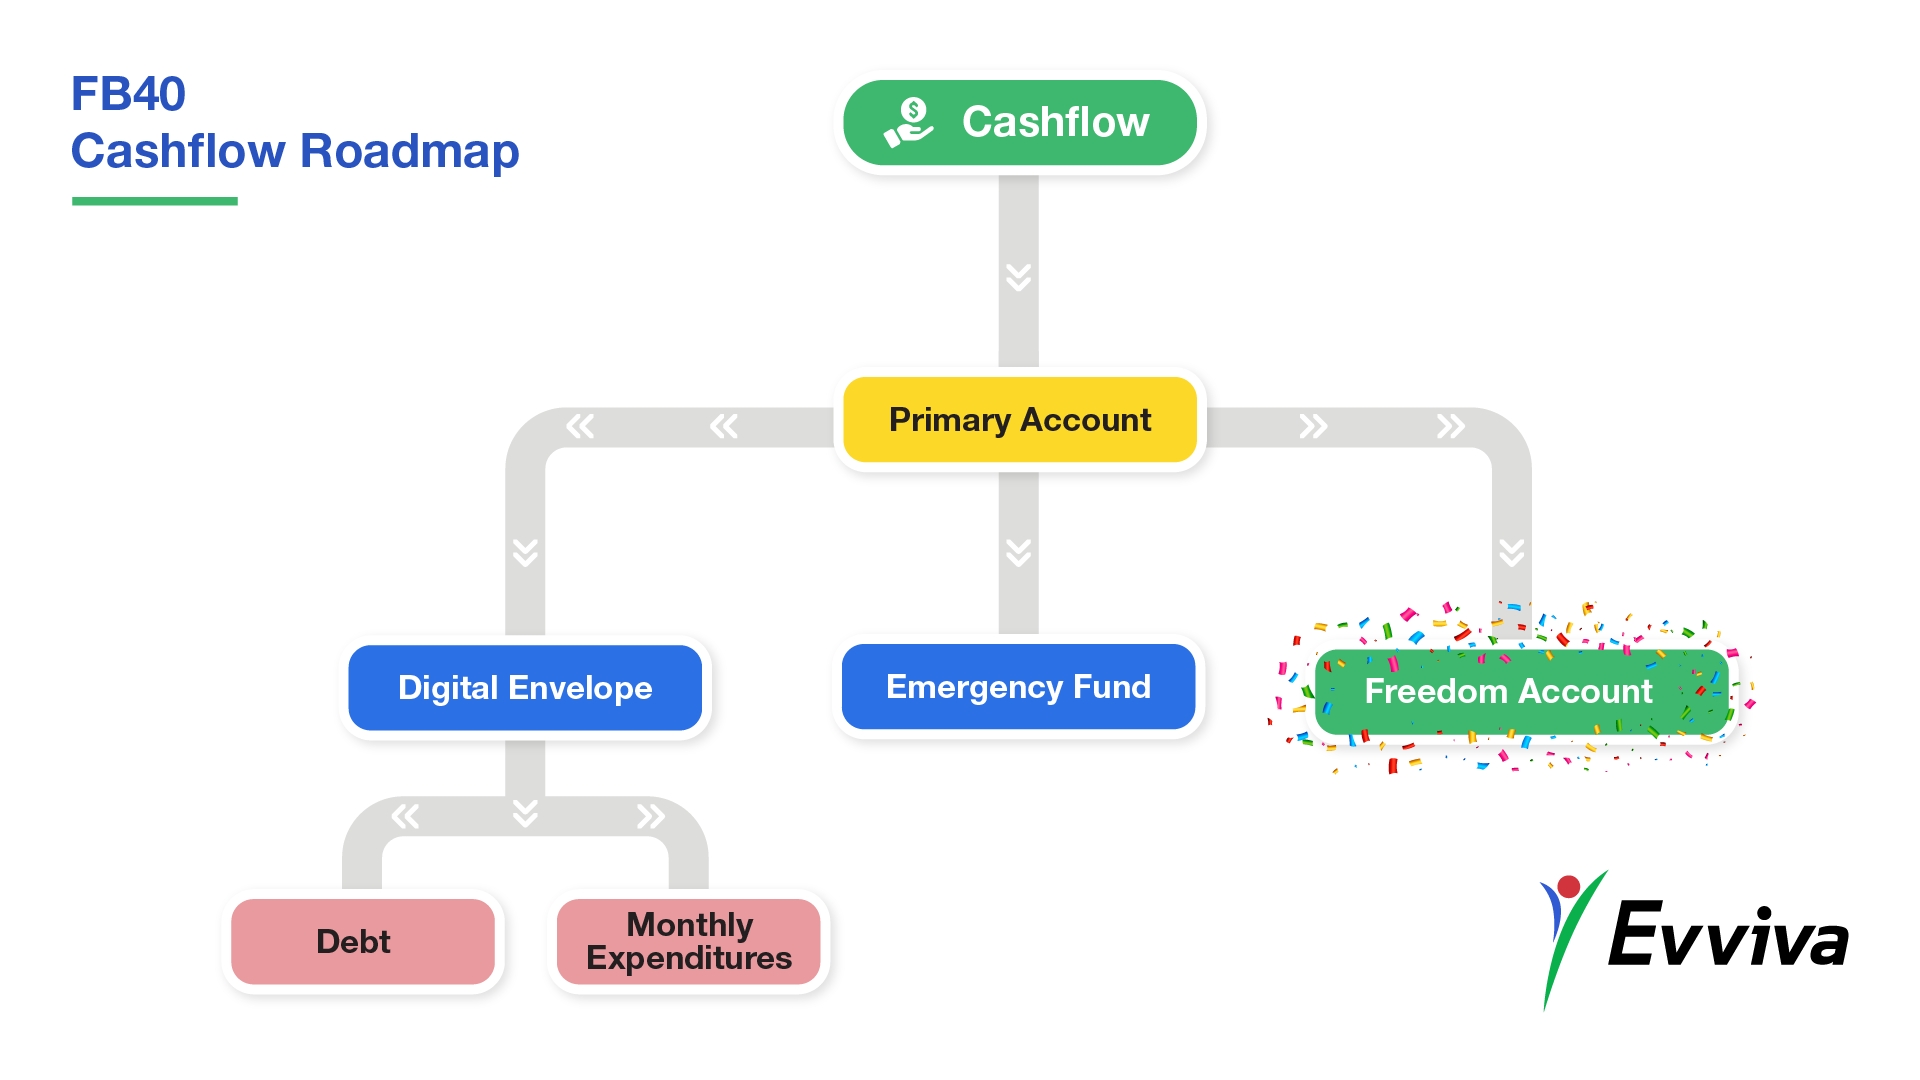 FB40
Cashflow Roadmap
$ Cashflow
Primary Account
Digital Envelope
Emergency Fund
Freedom Account
Debt
Monthly
Expenditures
Evviva